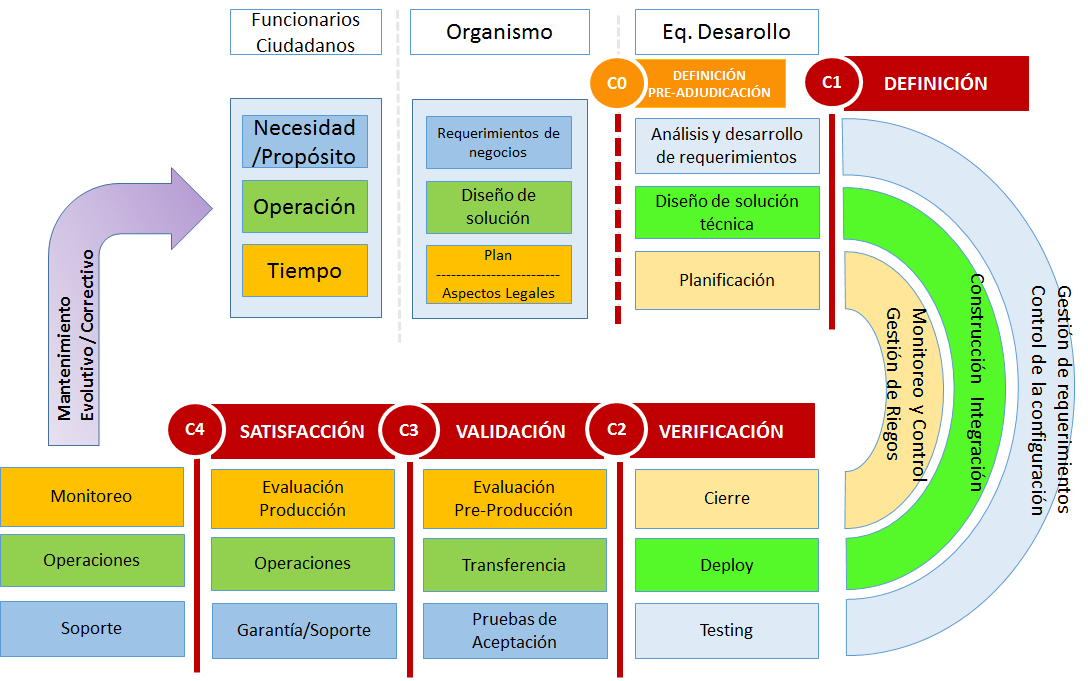 Funcionarios
Ciudadanos
Organismo
Eq. Desarollo
C0
DEFINICIÓN
PRE-ADJUDICACIÓN
C1
DEFINICIÓN
Necesidad
/Propósito
Operación
Tiempo
Requerimientos de
negocios
Diseño de
solución
Plan
--------------------------
Aspectos Legales
Análisis y desarrollo
de requerimientos
Diseño de solución
técnica
Planificación
Gestión de requerimientos
Control de la configuración
Construcción Integración
Monitoreo y Control
Gestión de Riegos
Mantenimiento
Evolutivo / Correctivo
C4
SATISFACCIÓN
C3
VALIDACIÓN
C2
VERIFICACIÓN
Monitoreo
Evaluación
Producción
Evaluación
Pre-Producción
Cierre
Operaciones
Operaciones
Transferencia
Deploy
Soporte
Garantía/Soporte
Pruebas de
Aceptación
Testing